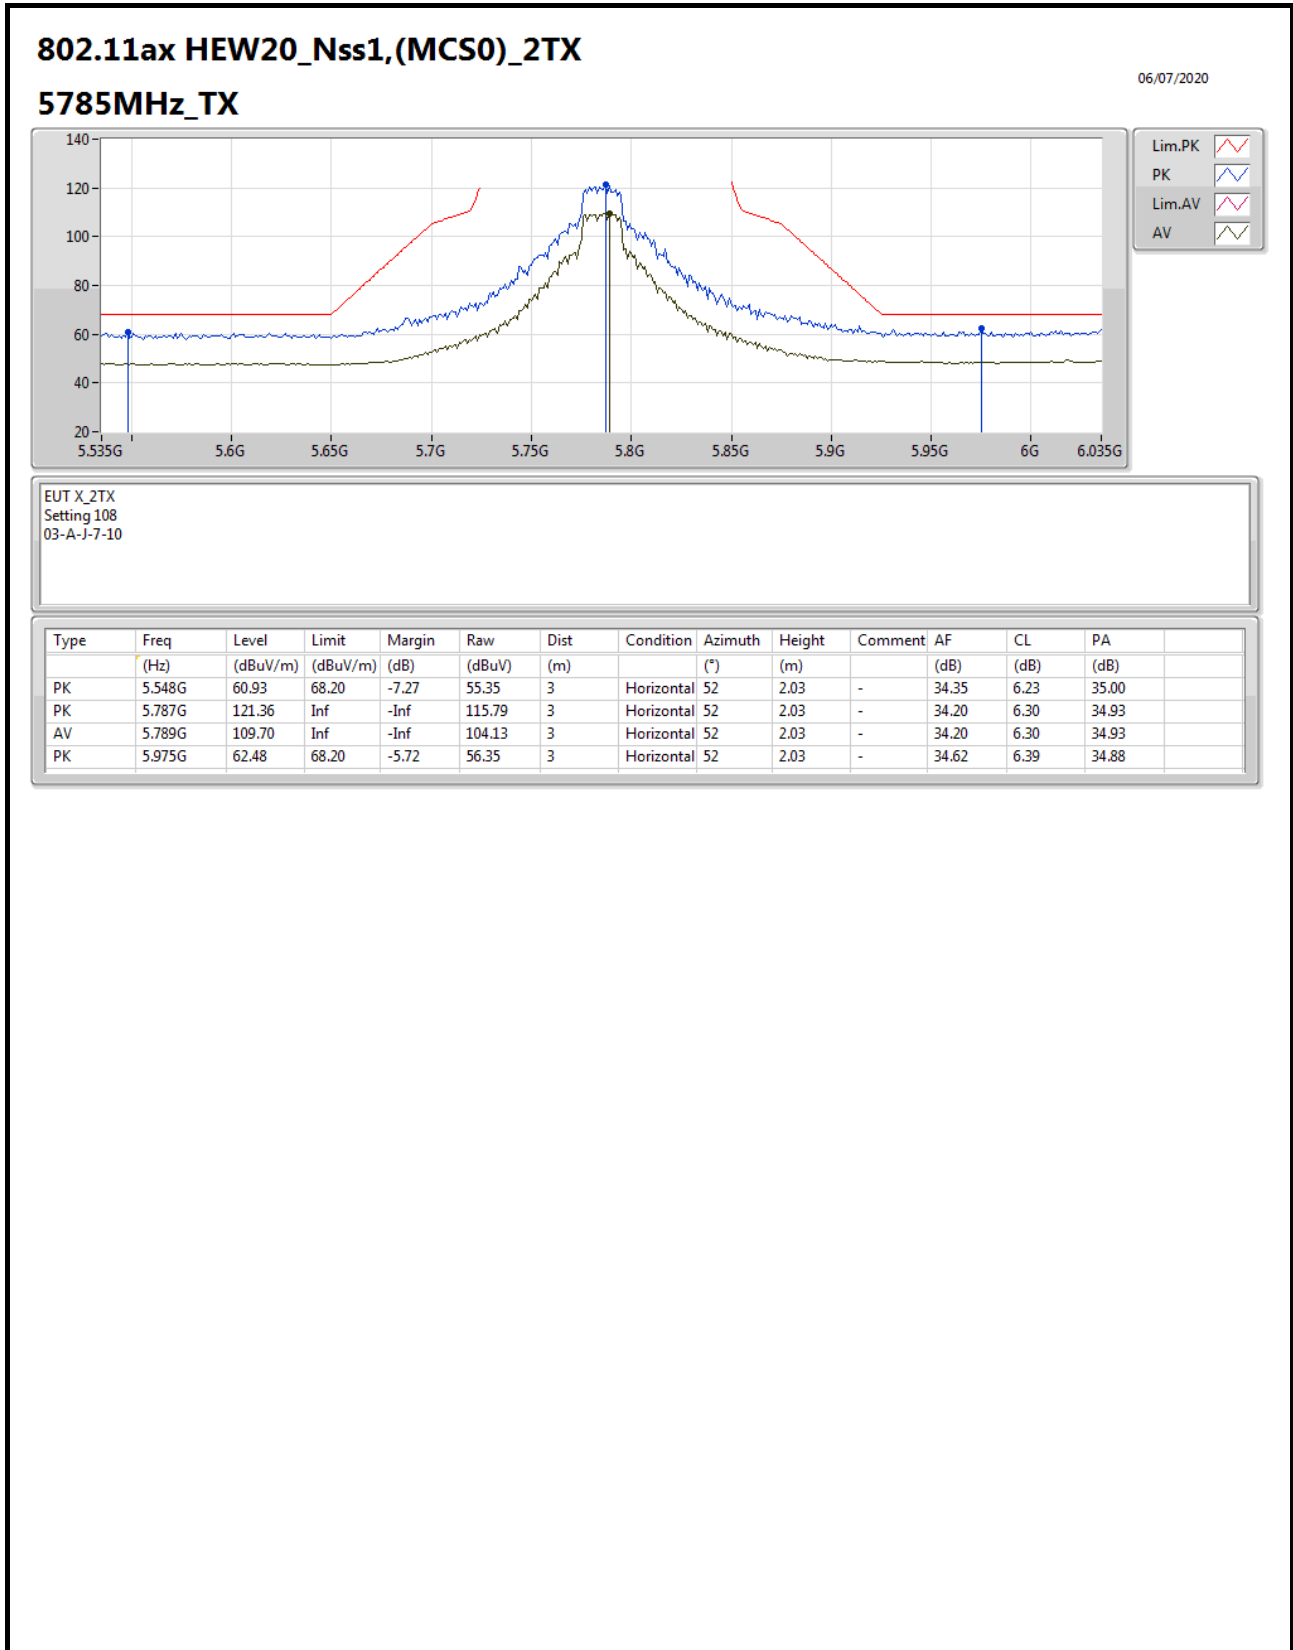 802.11ax HEW20_Nss1,(MCS0)_2TX
06/07/2020
5785MHz_TX
140
120
100
80
60
40
20
5.535G 5.6G 5.65G 5.7G 5.75G 5.8G 5.85G 5.9G 5.95G 6G 6.035G
Lim.PK
PK
Lim.AV
AV
EUT X_2TX
Setting 108
03-A-J-7-10
Type Freq Level Limit Margin Raw Dist Condition Azimuth Height Comment AF CL PA
(Hz) (dBuV/m) (dBuV/m) (dB) (dBuV) (m) (°) (m) (dB) (dB) (dB)
PK 5.548G 60.93 68.20 -7.27 55.35 3 Horizontal 52 2.03 - 34.35 6.23 35.00
PK 5.787G 121.36 Inf -Inf 115.79 3 Horizontal 52 2.03 - 34.20 6.30 34.93
AV 5.789G 109.70 Inf -Inf 104.13 3 Horizontal 52 2.03 - 34.20 6.30 34.93
PK 5.975G 62.48 68.20 -5.72 56.35 3 Horizontal 52 2.03 - 34.62 6.39 34.88